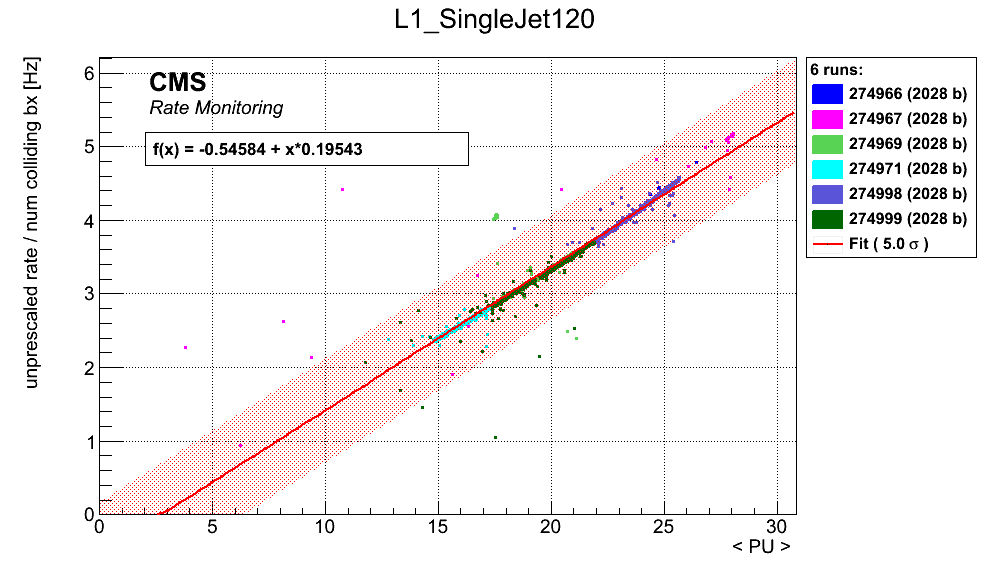 L1_SingleJet120
unprescaled rate / num colliding bx [Hz]
CMS
Rate Monitoring
f(x) = -0.54584 + x*0.19543
6
5
4
3
2
1
0
0 5 10 15 20 25 30
< PU >
6 runs:
274966 (2028 b)
274967 (2028 b)
274969 (2028 b)
274971 (2028 b)
274998 (2028 b)
274999 (2028 b)
Fit ( 5.0 σ )